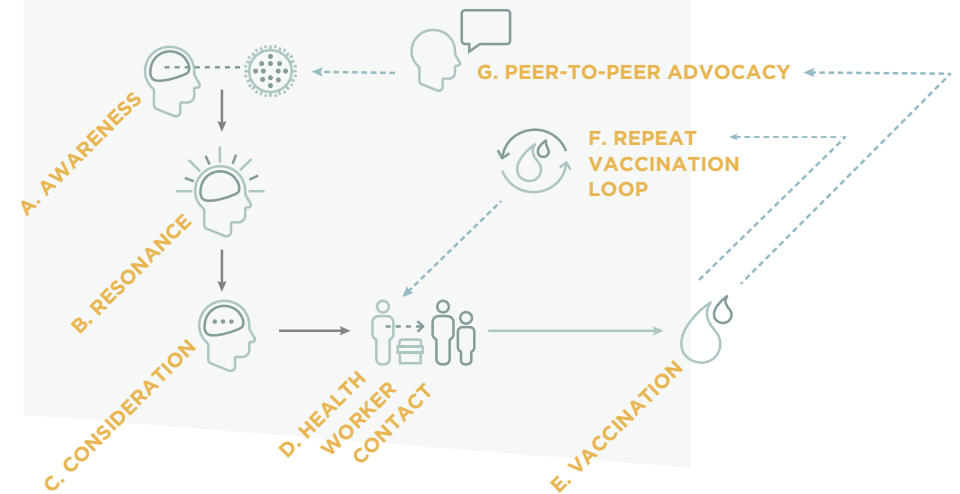 G. PEER-TO-PEER ADVOCACY
A. AWARENESS
F. REPEAT
VACCINATION
LOOP
B. RESONANCE
C. CONSIDERATION
D. HEALTH
WORKER
CONTACT
E. VACCINATION